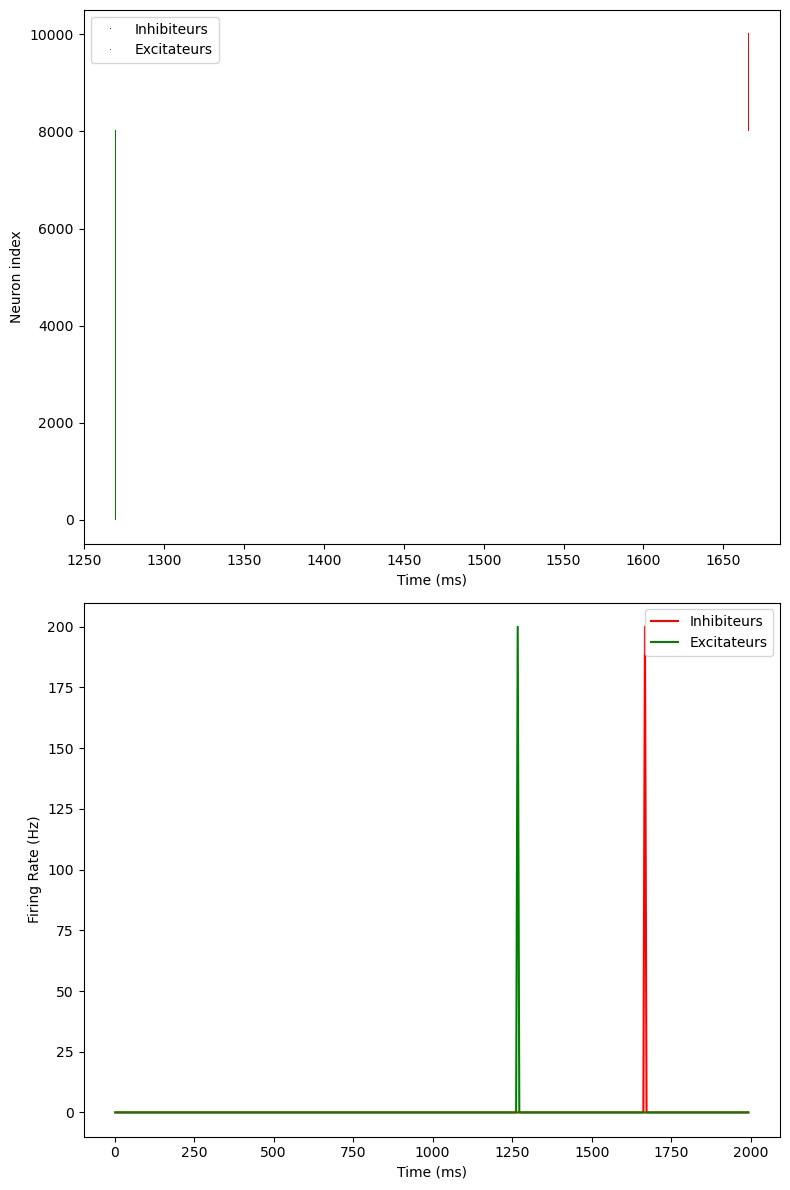 Inhibiteurs
Excitateurs
10000
8000
6000
4000
2000
0
Neuron index
1250 1300 1350 1400 1450 1500 1550 1600 1650
Time (ms)
Inhibiteurs
Excitateurs
200
175
150
125
100
75
50
25
0
Firing Rate (Hz)
0 250 500 750 1000 1250 1500 1750 2000
Time (ms)